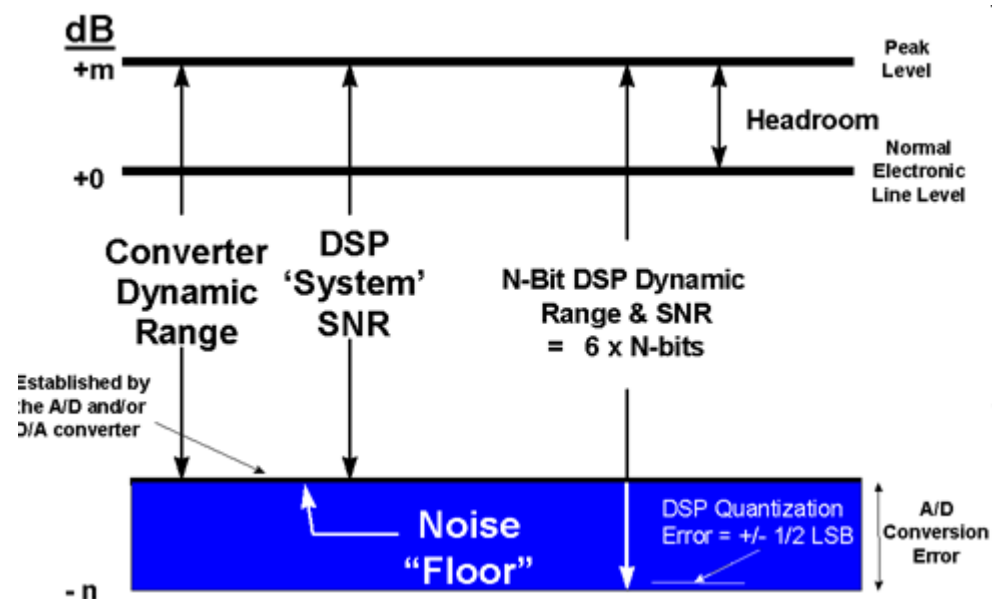 dB
+m
Peak
Level
Headroom
+0
Normal
Electronic
Line Level
Converter
Dynamic
Range
DSP
‘System’
SNR
N-Bit DSP Dynamic
Range & SNR
= 6 x N-bits
Established by
the A/D and/or
D/A converter
Noise
“Floor”
DSP Quantization
Error = +/- 1/2 LSB
A/D
Conversion
Error
- n